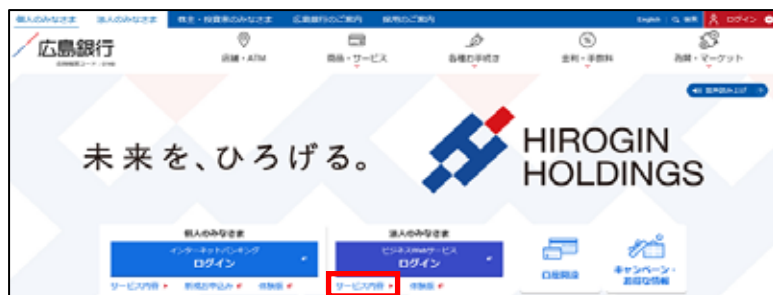 個人のみなさま 法人のみなさま 株主・投資家のみなさま 広島銀行のご案内 採用のご案内 English 検索 ログイン
広島銀行
店舗・ATM 商品・サービス 各種お手続き 金利・手数料 為替・マーケット
音声読み上げ
未来を、ひろげる。
HIROGIN
HOLDINGS
個人のみなさま 法人のみなさま
インターネットバンキング ビジネスWebサービス
ログイン ログイン
サービス内容 新規お申込み 体験版 サービス内容 体験版
口座開設 キャンペーン・
お得な情報